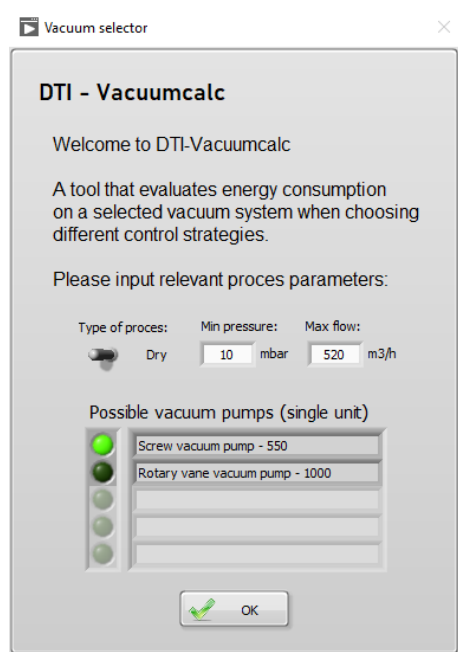 Vacuum selector
DTI - Vacuumcalc
Welcome to DTI-Vacuumcalc
A tool that evaluates energy consumption
on a selected vacuum system when choosing
different control strategies.
Please input relevant proces parameters:
Type of proces: Min pressure: Max flow:
Dry 10 mbar 520 m3/h
Possible vacuum pumps (single unit)
Screw vacuum pump - 550
Rotary vane vacuum pump - 1000
OK